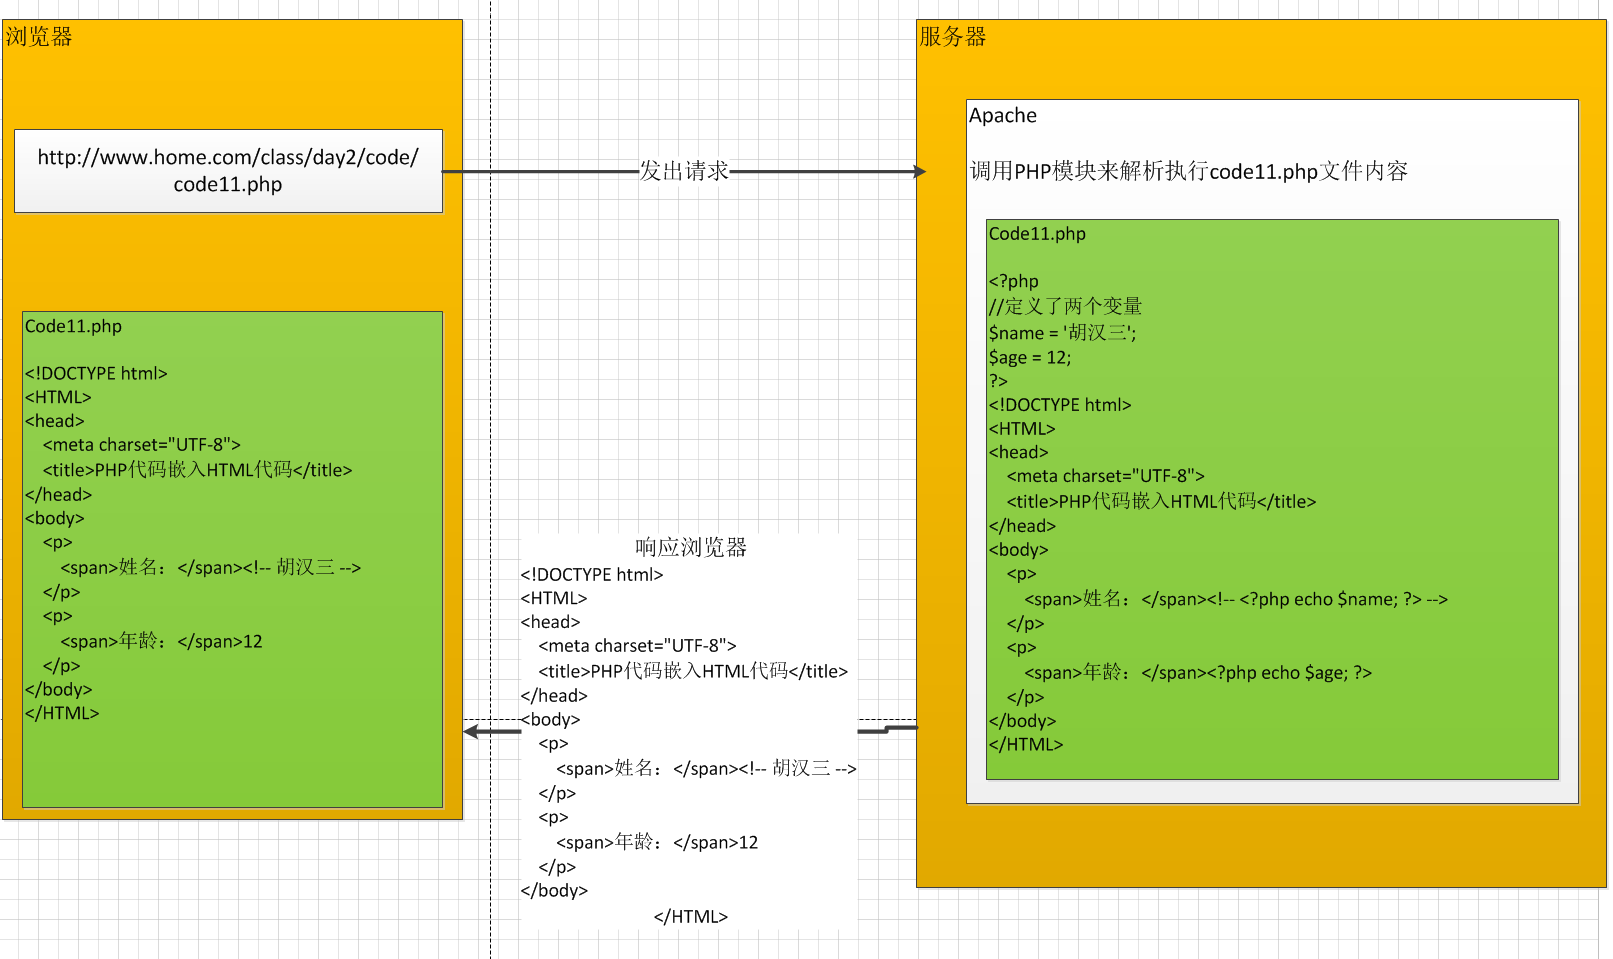 浏览器
http://www.home.com/class/day2/code/
code11.php
Code11.php
<!DOCTYPE html>
<HTML>
<head>
<meta charset="UTF-8">
<title>PHP代码嵌入HTML代码</title>
</head>
<body>
<p>
<span>姓名：</span><!-- 胡汉三 -->
</p>
<p>
<span>年龄：</span>12
</p>
</body>
</HTML>
发出请求
响应浏览器
<!DOCTYPE html>
<HTML>
<head>
<meta charset="UTF-8">
<title>PHP代码嵌入HTML代码</title>
</head>
<body>
<p>
<span>姓名：</span><!-- 胡汉三 -->
</p>
<p>
<span>年龄：</span>12
</p>
</body>
</HTML>
服务器
Apache
调用PHP模块来解析执行code11.php文件内容
Code11.php
<?php
//定义了两个变量
$name = '胡汉三';
$age = 12;
?>
<!DOCTYPE html>
<HTML>
<head>
<meta charset="UTF-8">
<title>PHP代码嵌入HTML代码</title>
</head>
<body>
<p>
<span>姓名：</span><!-- <?php echo $name; ?> -->
</p>
<p>
<span>年龄：</span><?php echo $age; ?>
</p>
</body>
</HTML>